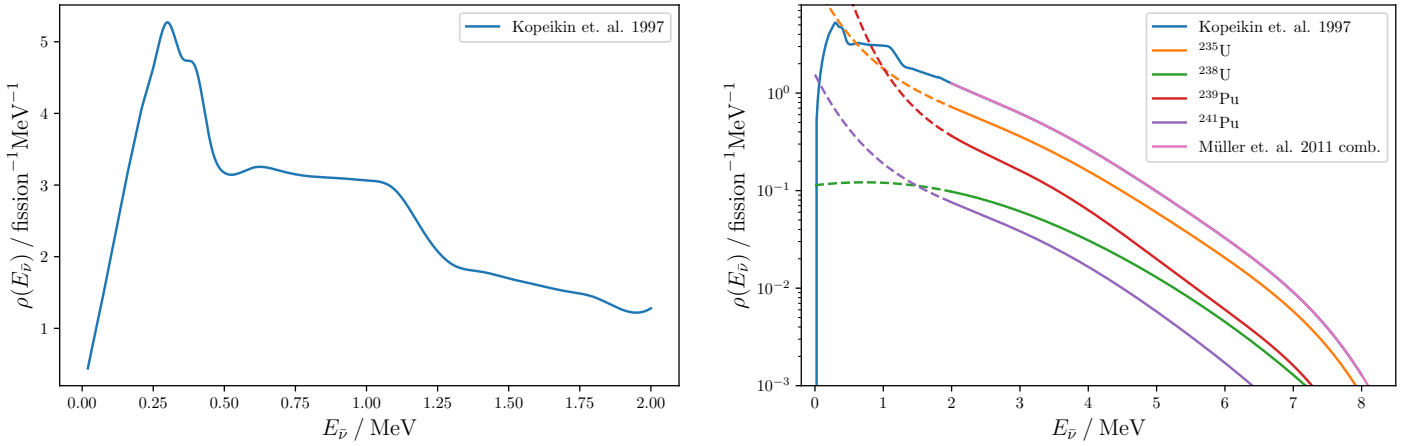 Kopeikin et. al. 1997
5
4
3
2
1
ρ(E_ν̄) / fission⁻¹MeV⁻¹
0.00 0.25 0.50 0.75 1.00 1.25 1.50 1.75 2.00
E_ν̄ / MeV
Kopeikin et. al. 1997
²³⁵U
²³⁸U
²³⁹Pu
²⁴¹Pu
Müller et. al. 2011 comb.
10⁰
10⁻¹
10⁻²
10⁻³
ρ(E_ν̄) / fission⁻¹MeV⁻¹
0 1 2 3 4 5 6 7 8
E_ν̄ / MeV